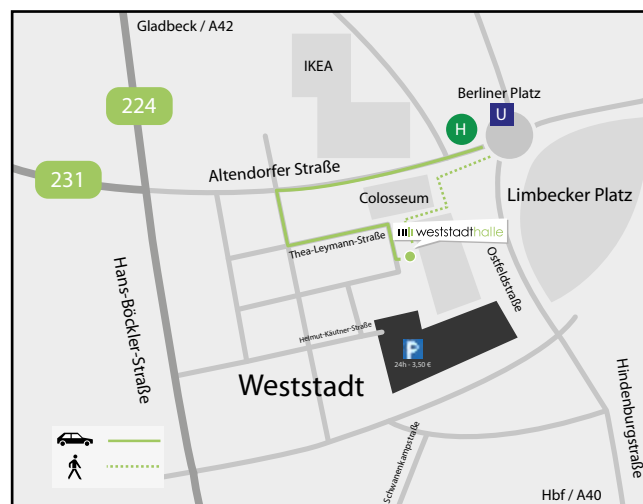 Gladbeck / A42
IKEA
224
Berliner Platz
U
H
231
Altendorfer Straße
Colosseum
Limbecker Platz
weststadthalle
Thea-Leymann-Straße
Ostfeldstraße
Hans-Böckler-Straße
Helmut-Käutner-Straße
P
24h - 3,50 €
Weststadt
Hindenburgstraße
Schwanenkampstraße
Hbf / A40